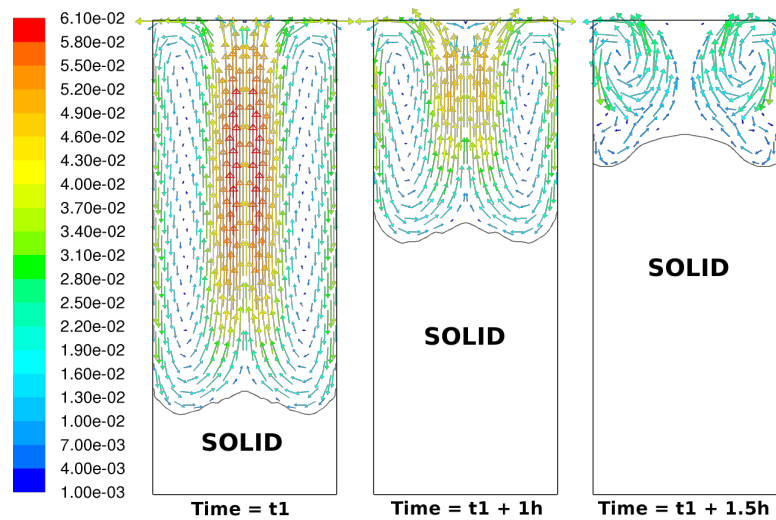 6.10e-02
5.80e-02
5.50e-02
5.20e-02
4.90e-02
4.60e-02
4.30e-02
4.00e-02
3.70e-02
3.40e-02
3.10e-02
2.80e-02
2.50e-02
2.20e-02
1.90e-02
1.60e-02
1.30e-02
1.00e-02
7.00e-03
4.00e-03
1.00e-03
SOLID
Time = t1
SOLID
Time = t1 + 1h
SOLID
Time = t1 + 1.5h